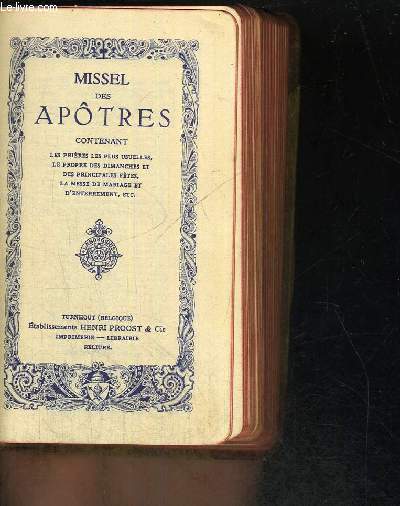 Le-livre.com
MISSEL
DES
APÔTRES
CONTENANT
LES PRIÈRES LES PLUS USUELLES,
LE PROPRE DES DIMANCHES ET
DES PRINCIPALES FÊTES,
LA MESSE DE MARIAGE ET
D'ENTERREMENT, ETC.
TURNHOUT (BELGIQUE)
Établissements HENRI PROOST & Cie
IMPRIMERIE — LIBRAIRIE
RELIURE.